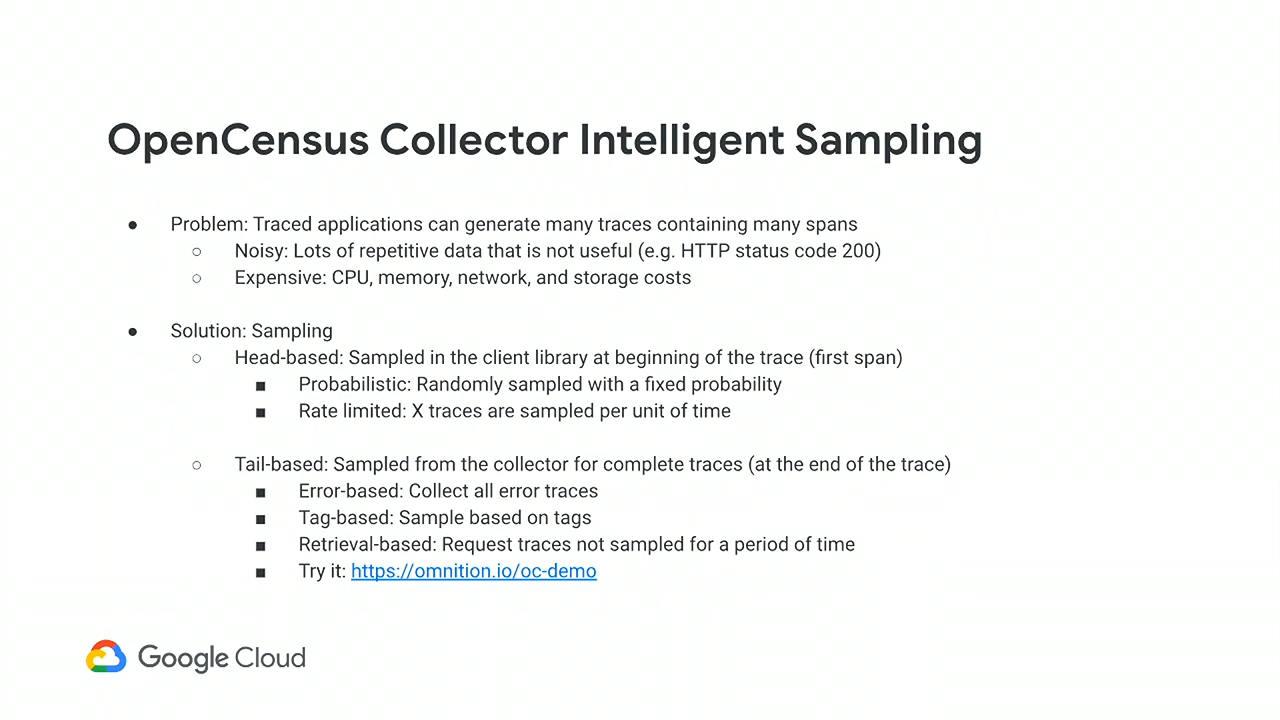 OpenCensus Collector Intelligent Sampling
● Problem: Traced applications can generate many traces containing many spans
○ Noisy: Lots of repetitive data that is not useful (e.g. HTTP status code 200)
○ Expensive: CPU, memory, network, and storage costs
● Solution: Sampling
○ Head-based: Sampled in the client library at beginning of the trace (first span)
■ Probabilistic: Randomly sampled with a fixed probability
■ Rate limited: X traces are sampled per unit of time
○ Tail-based: Sampled from the collector for complete traces (at the end of the trace)
■ Error-based: Collect all error traces
■ Tag-based: Sample based on tags
■ Retrieval-based: Request traces not sampled for a period of time
■ Try it: https://omnition.io/oc-demo
Google Cloud